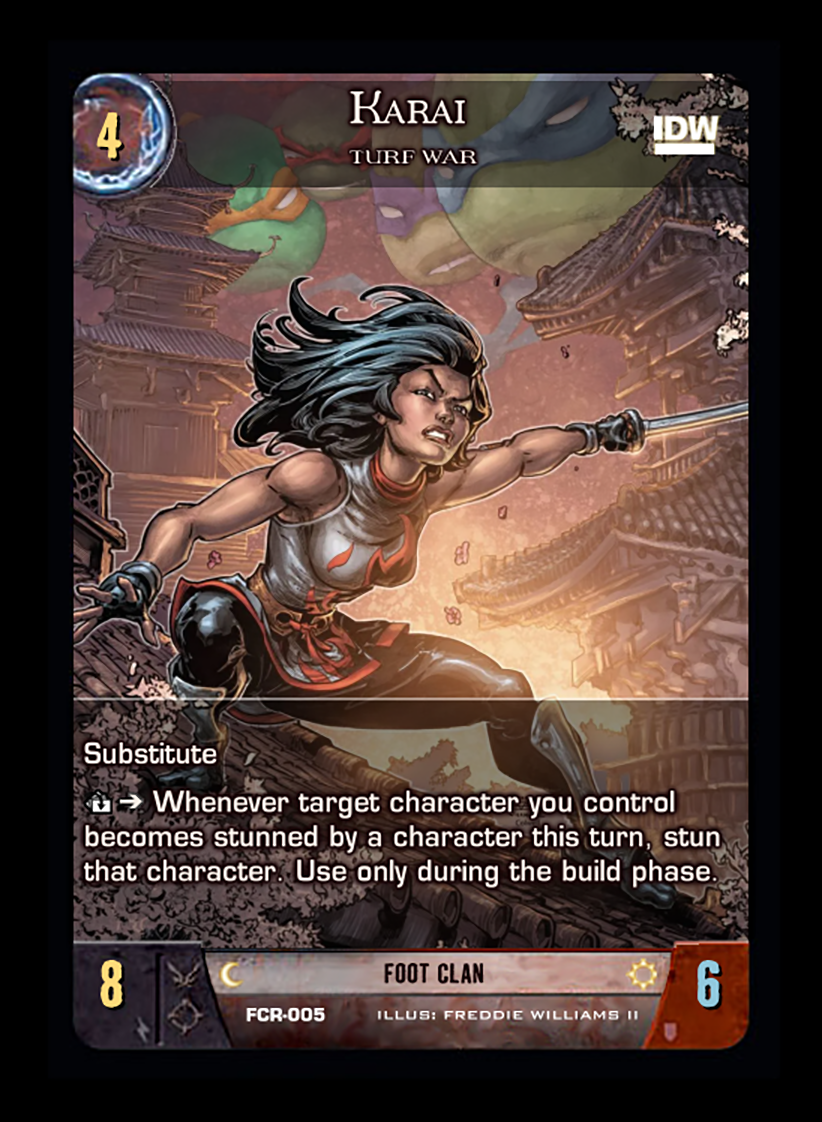 4
KARAI
TURF WAR
IDW
Substitute
→ Whenever target character you control
becomes stunned by a character this turn, stun
that character. Use only during the build phase.
8
FOOT CLAN
6
FCR-005
ILLUS: FREDDIE WILLIAMS II